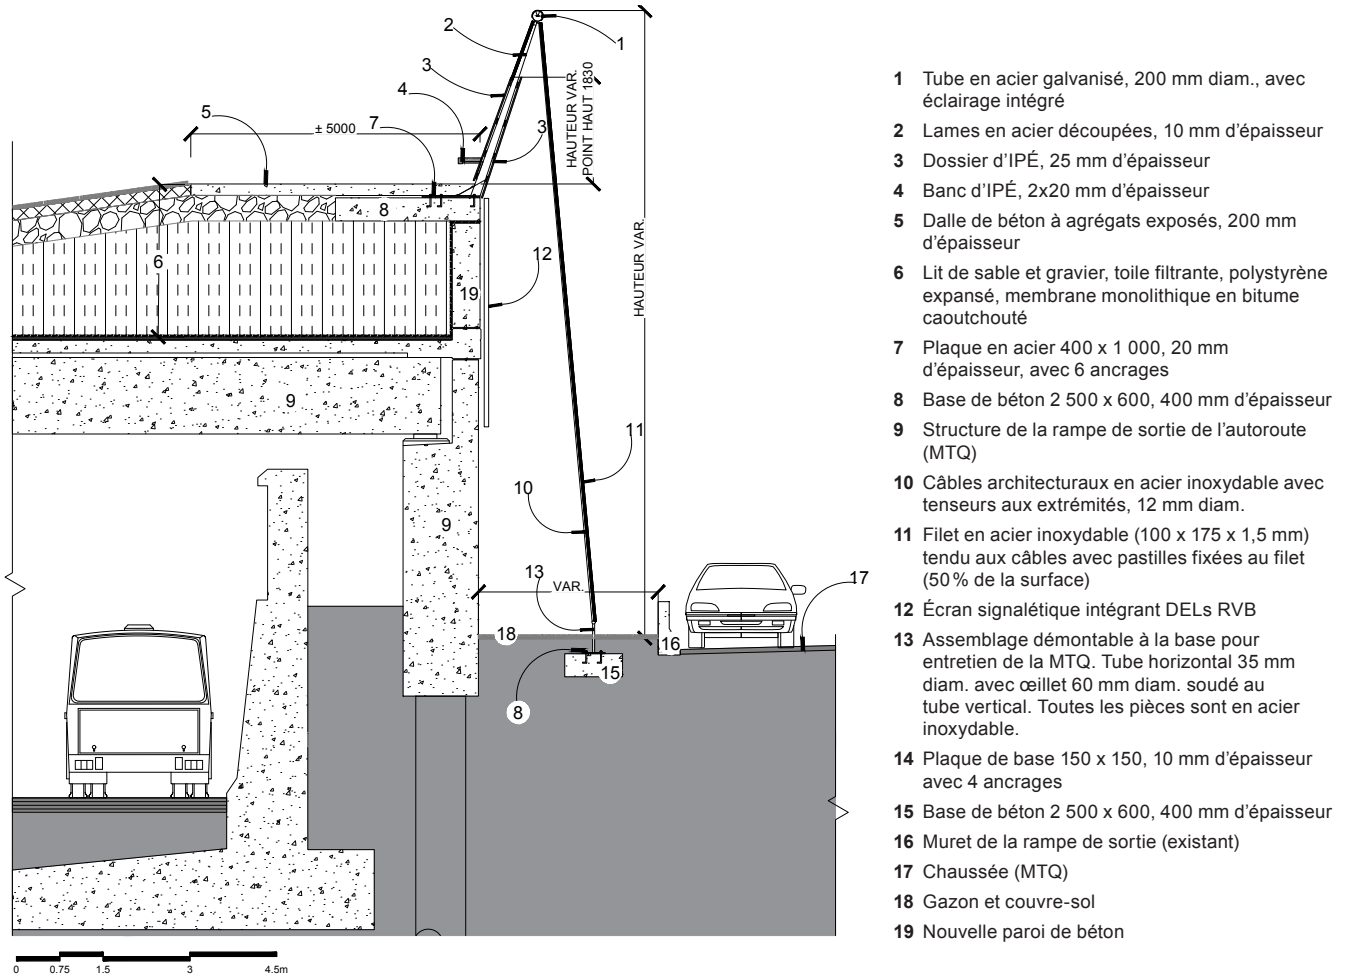 2
1
3
4
5
± 5000
7
3
HAUTEUR VAR.
POINT HAUT 1830
8
6
12
19
HAUTEUR VAR.
9
11
10
9
13
VAR.
17
18
16
15
8
0 0.75 1.5 3 4.5m
1 Tube en acier galvanisé, 200 mm diam., avec
éclairage intégré
2 Lames en acier découpées, 10 mm d’épaisseur
3 Dossier d’IPÉ, 25 mm d’épaisseur
4 Banc d’IPÉ, 2x20 mm d’épaisseur
5 Dalle de béton à agrégats exposés, 200 mm
d’épaisseur
6 Lit de sable et gravier, toile filtrante, polystyrène
expansé, membrane monolithique en bitume
caoutchouté
7 Plaque en acier 400 x 1 000, 20 mm
d’épaisseur, avec 6 ancrages
8 Base de béton 2 500 x 600, 400 mm d’épaisseur
9 Structure de la rampe de sortie de l’autoroute
(MTQ)
10 Câbles architecturaux en acier inoxydable avec
tenseurs aux extrémités, 12 mm diam.
11 Filet en acier inoxydable (100 x 175 x 1,5 mm)
tendu aux câbles avec pastilles fixées au filet
(50 % de la surface)
12 Écran signalétique intégrant DELs RVB
13 Assemblage démontable à la base pour
entretien de la MTQ. Tube horizontal 35 mm
diam. avec œillet 60 mm diam. soudé au
tube vertical. Toutes les pièces sont en acier
inoxydable.
14 Plaque de base 150 x 150, 10 mm d’épaisseur
avec 4 ancrages
15 Base de béton 2 500 x 600, 400 mm d’épaisseur
16 Muret de la rampe de sortie (existant)
17 Chaussée (MTQ)
18 Gazon et couvre-sol
19 Nouvelle paroi de béton